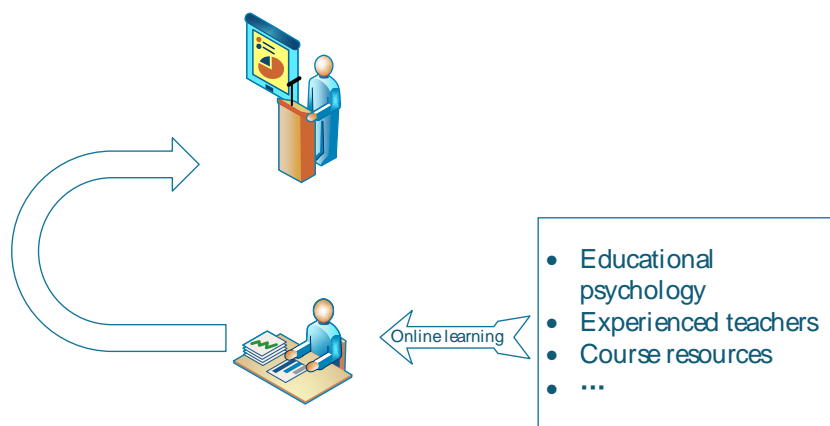 Online learning
• Educational
psychology
• Experienced teachers
• Course resources
• ...